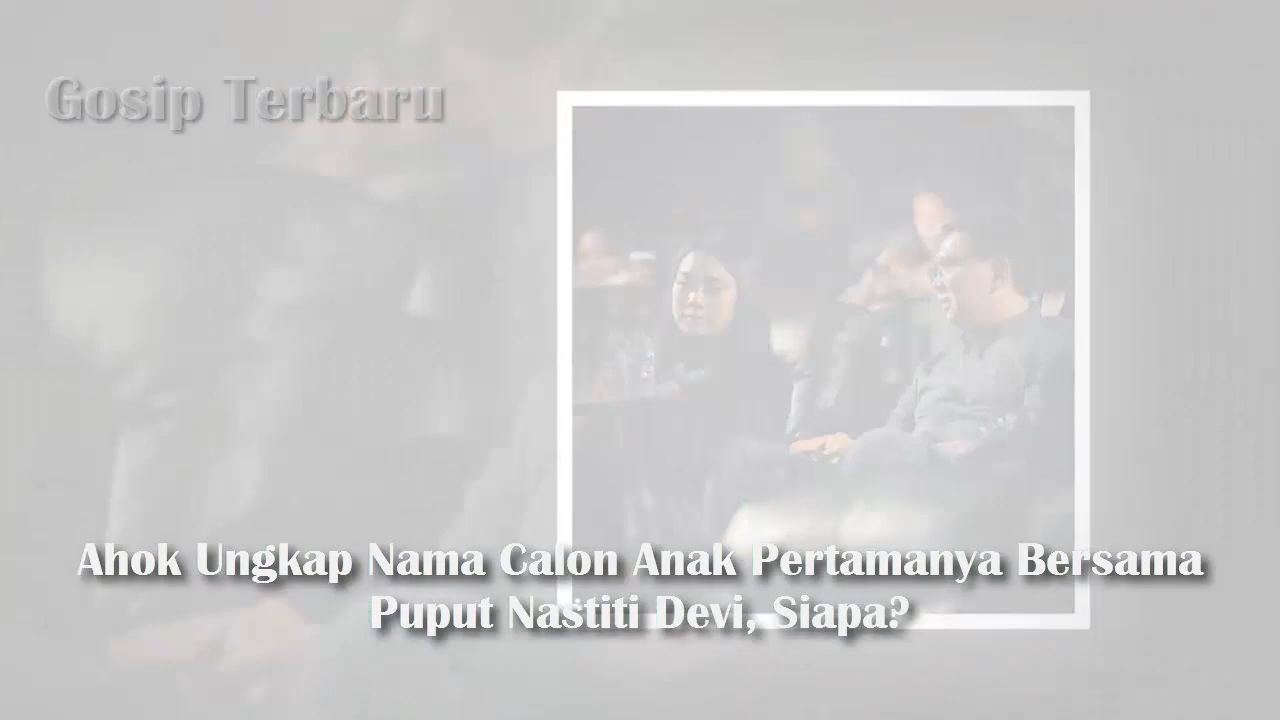 Gosip Terbaru
Ahok Ungkap Nama Calon Anak Pertamanya Bersama
Puput Nastiti Devi, Siapa?